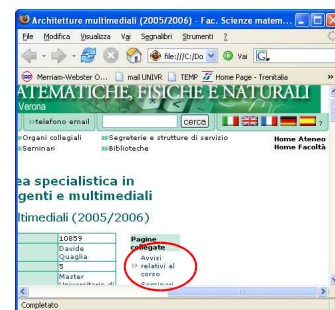 Architetture multimediali (2005/2006) - Fac. Scienze matem...
File Modifica Visualizza Vai Segnalibri Strumenti ?
file:///C:/Do Vai
Merriam-Webster O... mail UNIVR TEMP Home Page - Trenitalia »
ATEMATICHE, FISICHE E NATURALI
Verona
»telefono email cerca
»Organi collegiali »Segreterie e strutture di servizio Home Ateneo
»Seminari »Biblioteche Home Facoltà
ea specialistica in
genti e multimediali
ltimediali (2005/2006)
10859 Pagine
Davide collegate
Quaglia Avvisi
5 » relativi al
Master corso
Universitario di Seminari
Completato